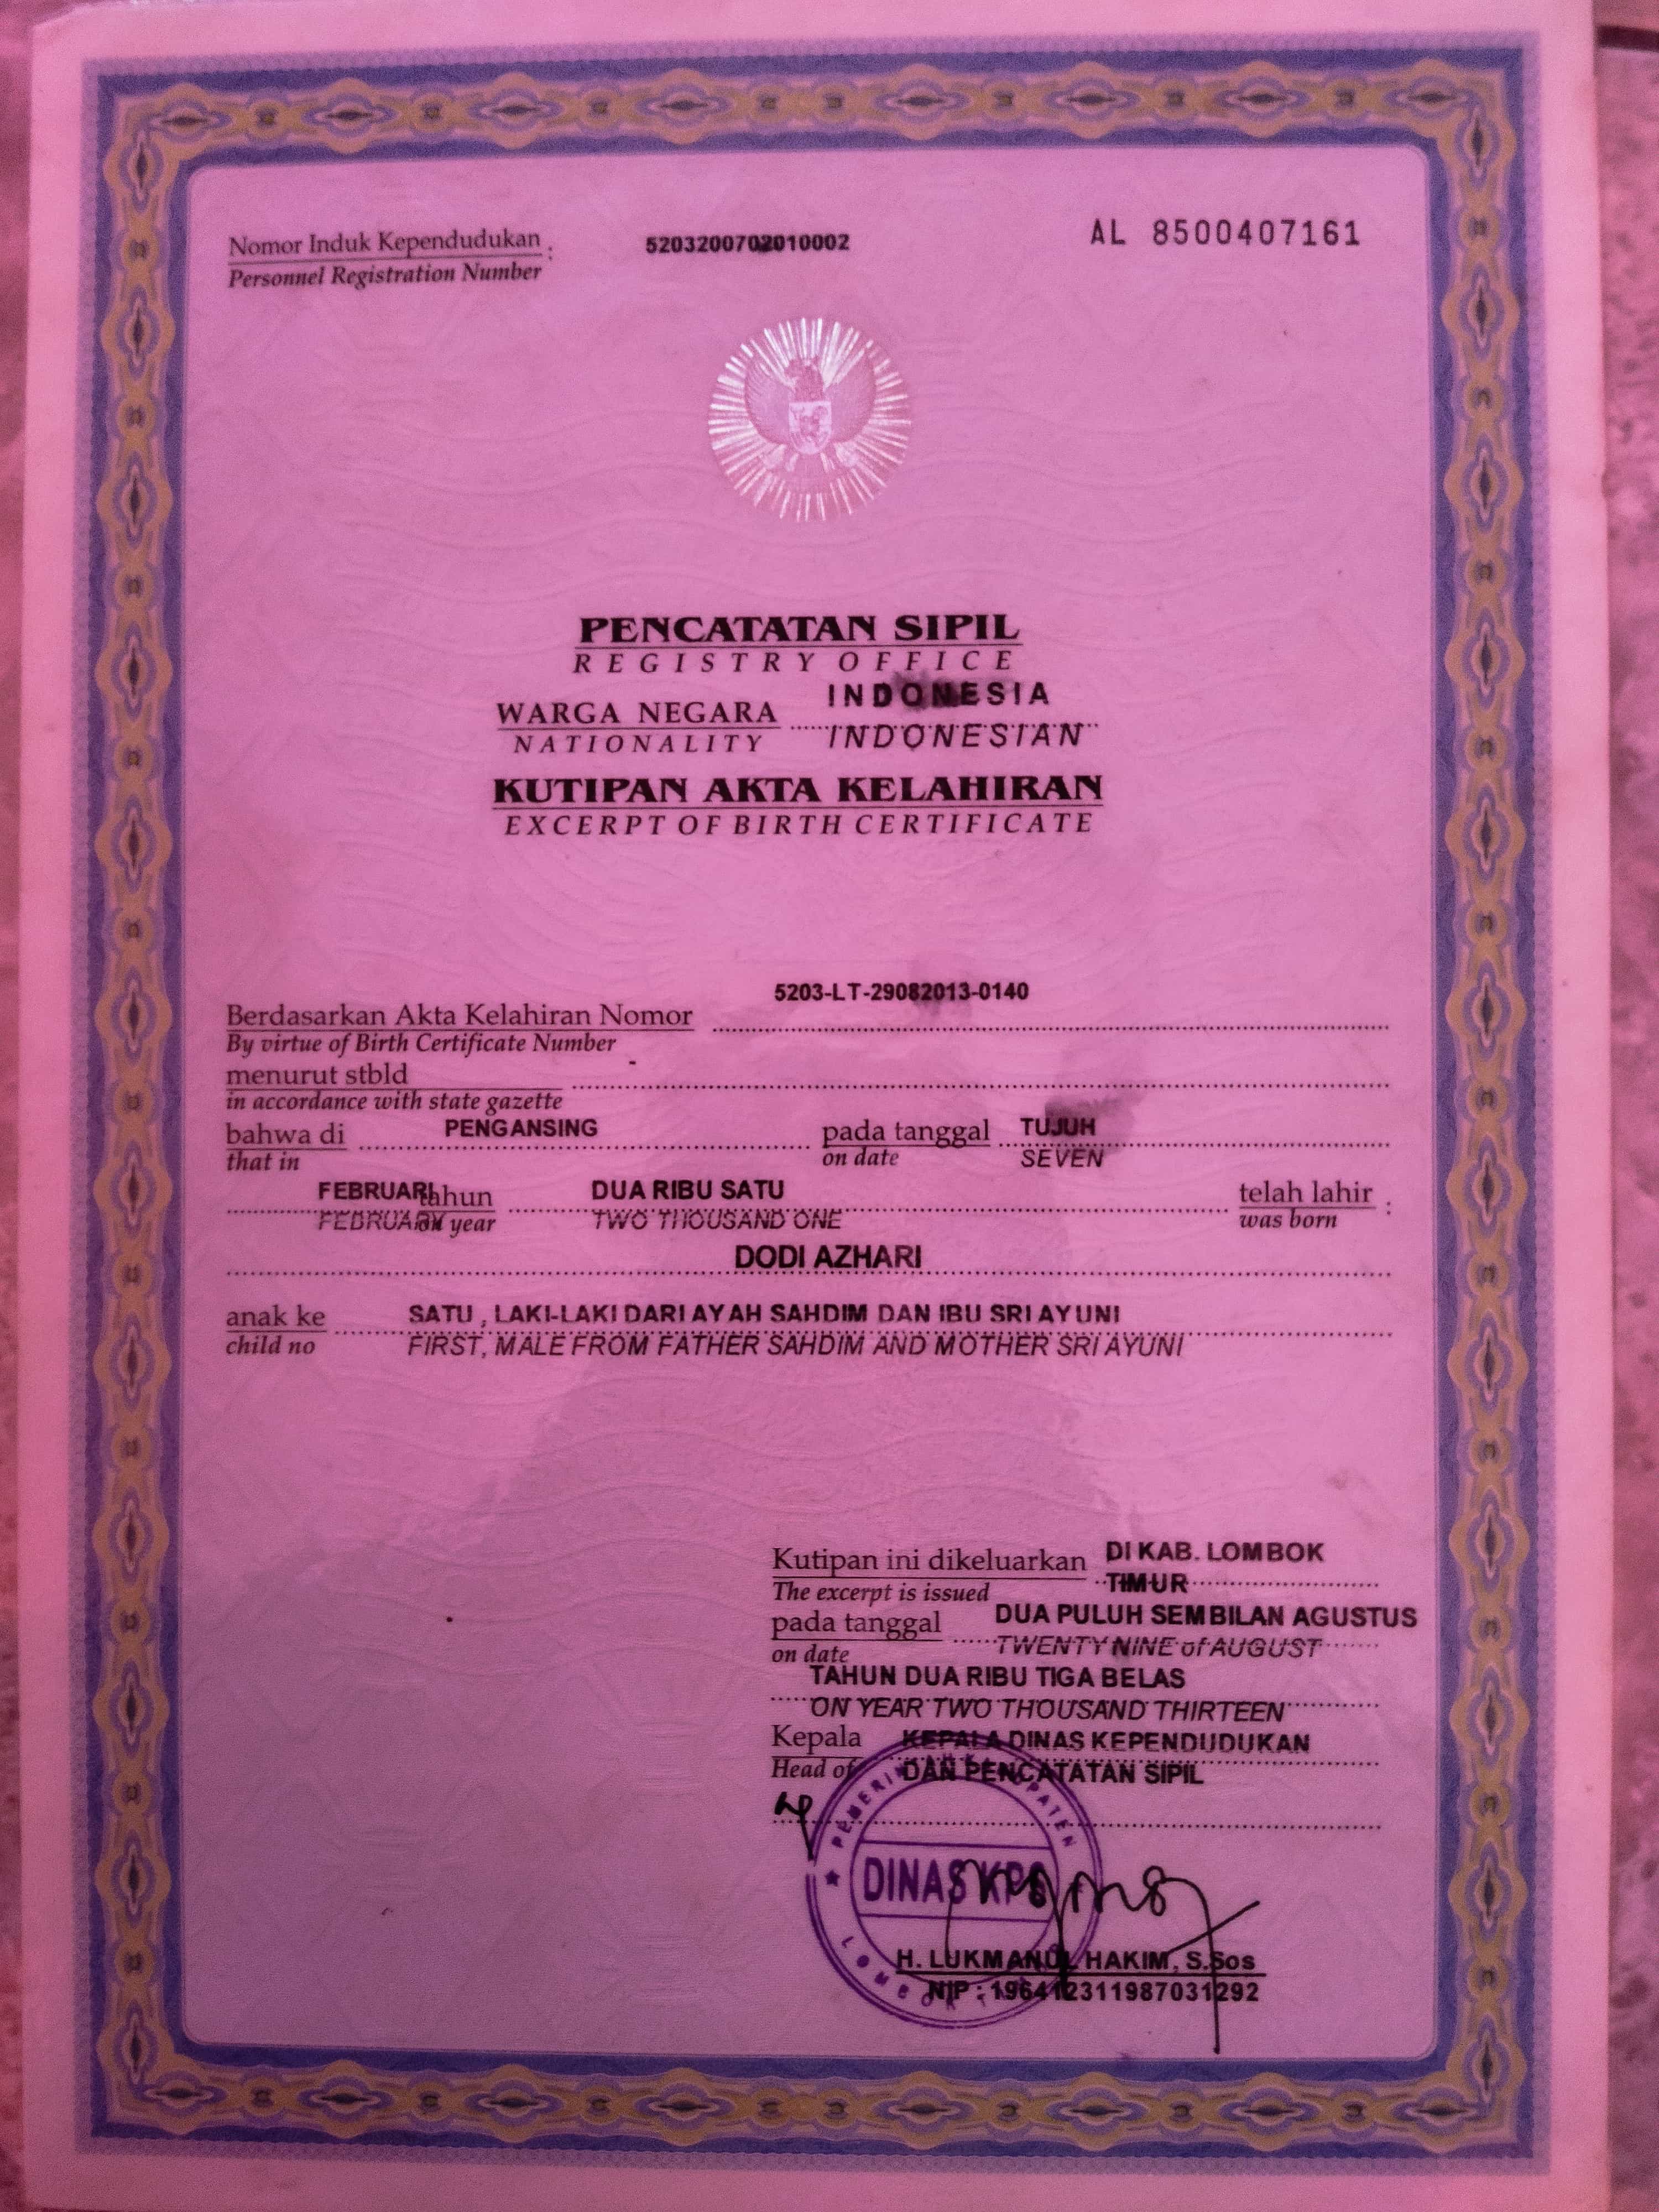 Nomor Induk Kependudukan : 5203200702010002 AL 8500407161
Personnel Registration Number
PENCATATAN SIPIL
REGISTRY OFFICE
WARGA NEGARA INDONESIA
NATIONALITY INDONESIAN
KUTIPAN AKTA KELAHIRAN
EXCERPT OF BIRTH CERTIFICATE
5203-LT-29082013-0140
Berdasarkan Akta Kelahiran Nomor
By virtue of Birth Certificate Number
menurut stbld -
in accordance with state gazette
bahwa di PENGANSING pada tanggal TUJUH
that in on date SEVEN
FEBRUARI tahun DUA RIBU SATU telah lahir :
FEBRUARY year TWO THOUSAND ONE was born
DODI AZHARI
anak ke SATU , LAKI-LAKI DARI AYAH SAHDIM DAN IBU SRI AYUNI
child no FIRST, MALE FROM FATHER SAHDIM AND MOTHER SRI AYUNI
Kutipan ini dikeluarkan DI KAB. LOMBOK
The excerpt is issued TIMUR
pada tanggal DUA PULUH SEMBILAN AGUSTUS
on date TWENTY NINE of AUGUST
TAHUN DUA RIBU TIGA BELAS
ON YEAR TWO THOUSAND THIRTEEN
Kepala KEPALA DINAS KEPENDUDUKAN
Head of DAN PENCATATAN SIPIL
DINAS KPS
LOMBOK
H. LUKMANUL HAKIM, S.Sos
NIP : 196412311987031292